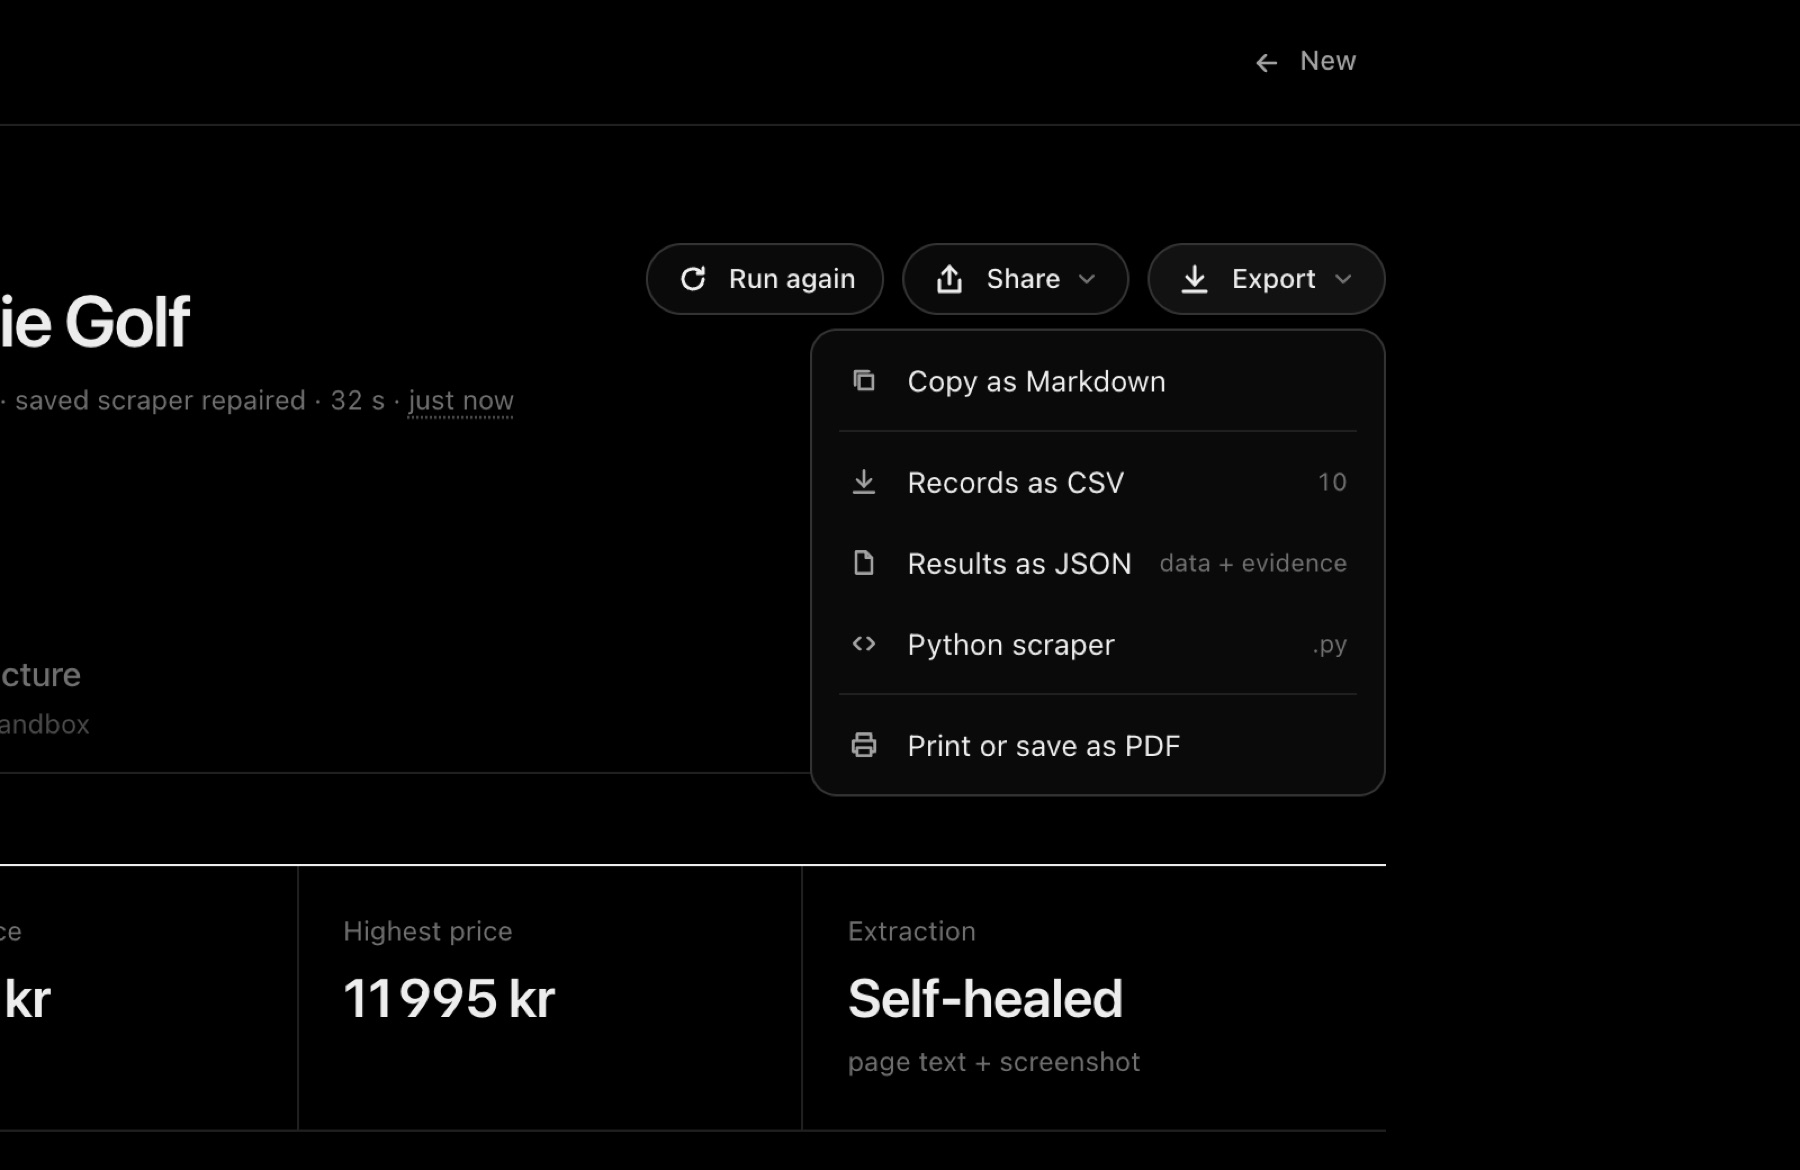 ← New
Run again
Share
Export
ie Golf
· saved scraper repaired · 32 s · just now
Copy as Markdown
Records as CSV 10
Results as JSON data + evidence
Python scraper .py
Print or save as PDF
cture
andbox
ce
kr
Highest price
11 995 kr
Extraction
Self-healed
page text + screenshot